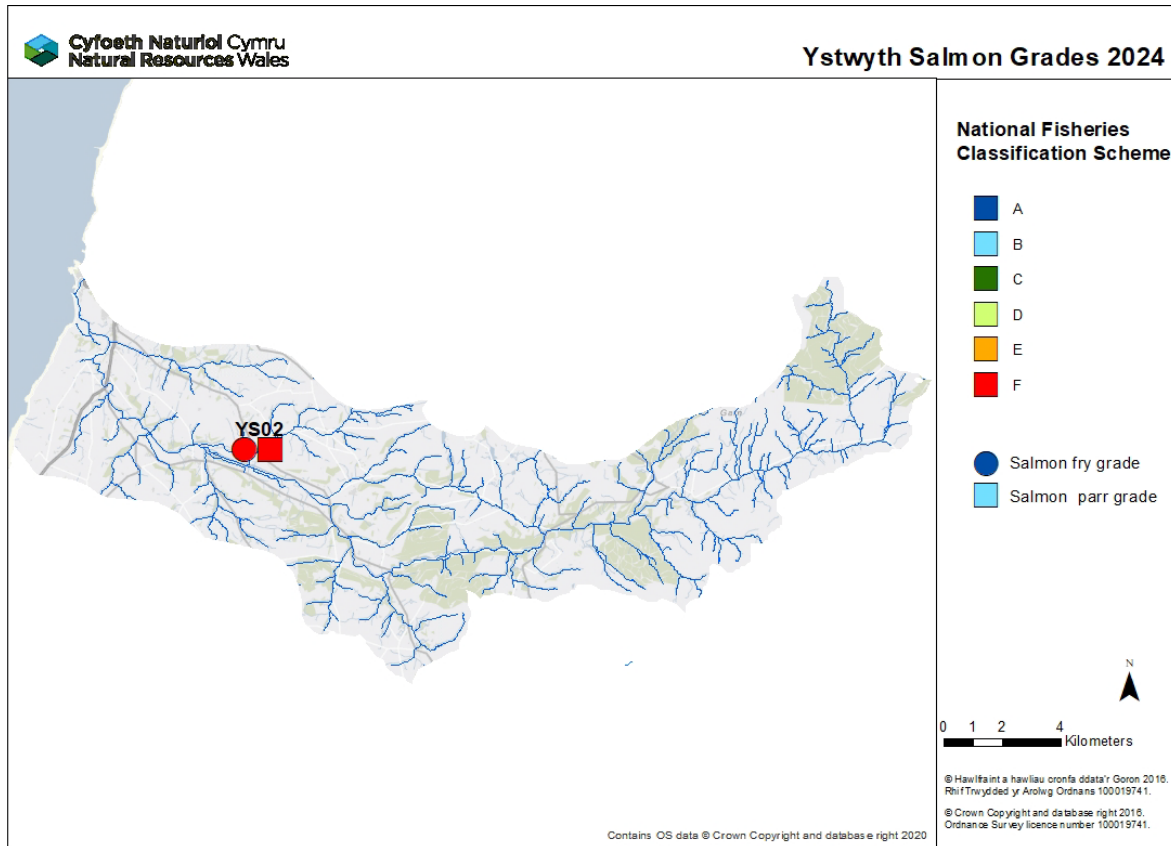 Cyfoeth Naturiol Cymru
Natural Resources Wales
Ystwyth Salmon Grades 2024
National Fisheries
Classification Scheme
A
B
C
D
E
F
Salmon fry grade
Salmon parr grade
YS02
N
0 1 2 4
Kilometers
© Hawlfraint a hawliau cronfa ddata'r Goron 2016.
Rhif Trwydded yr Arolwg Ordnans 100019741.
© Crown Copyright and database right 2016.
Ordnance Survey licence number 100019741.
Contains OS data © Crown Copyright and database right 2020